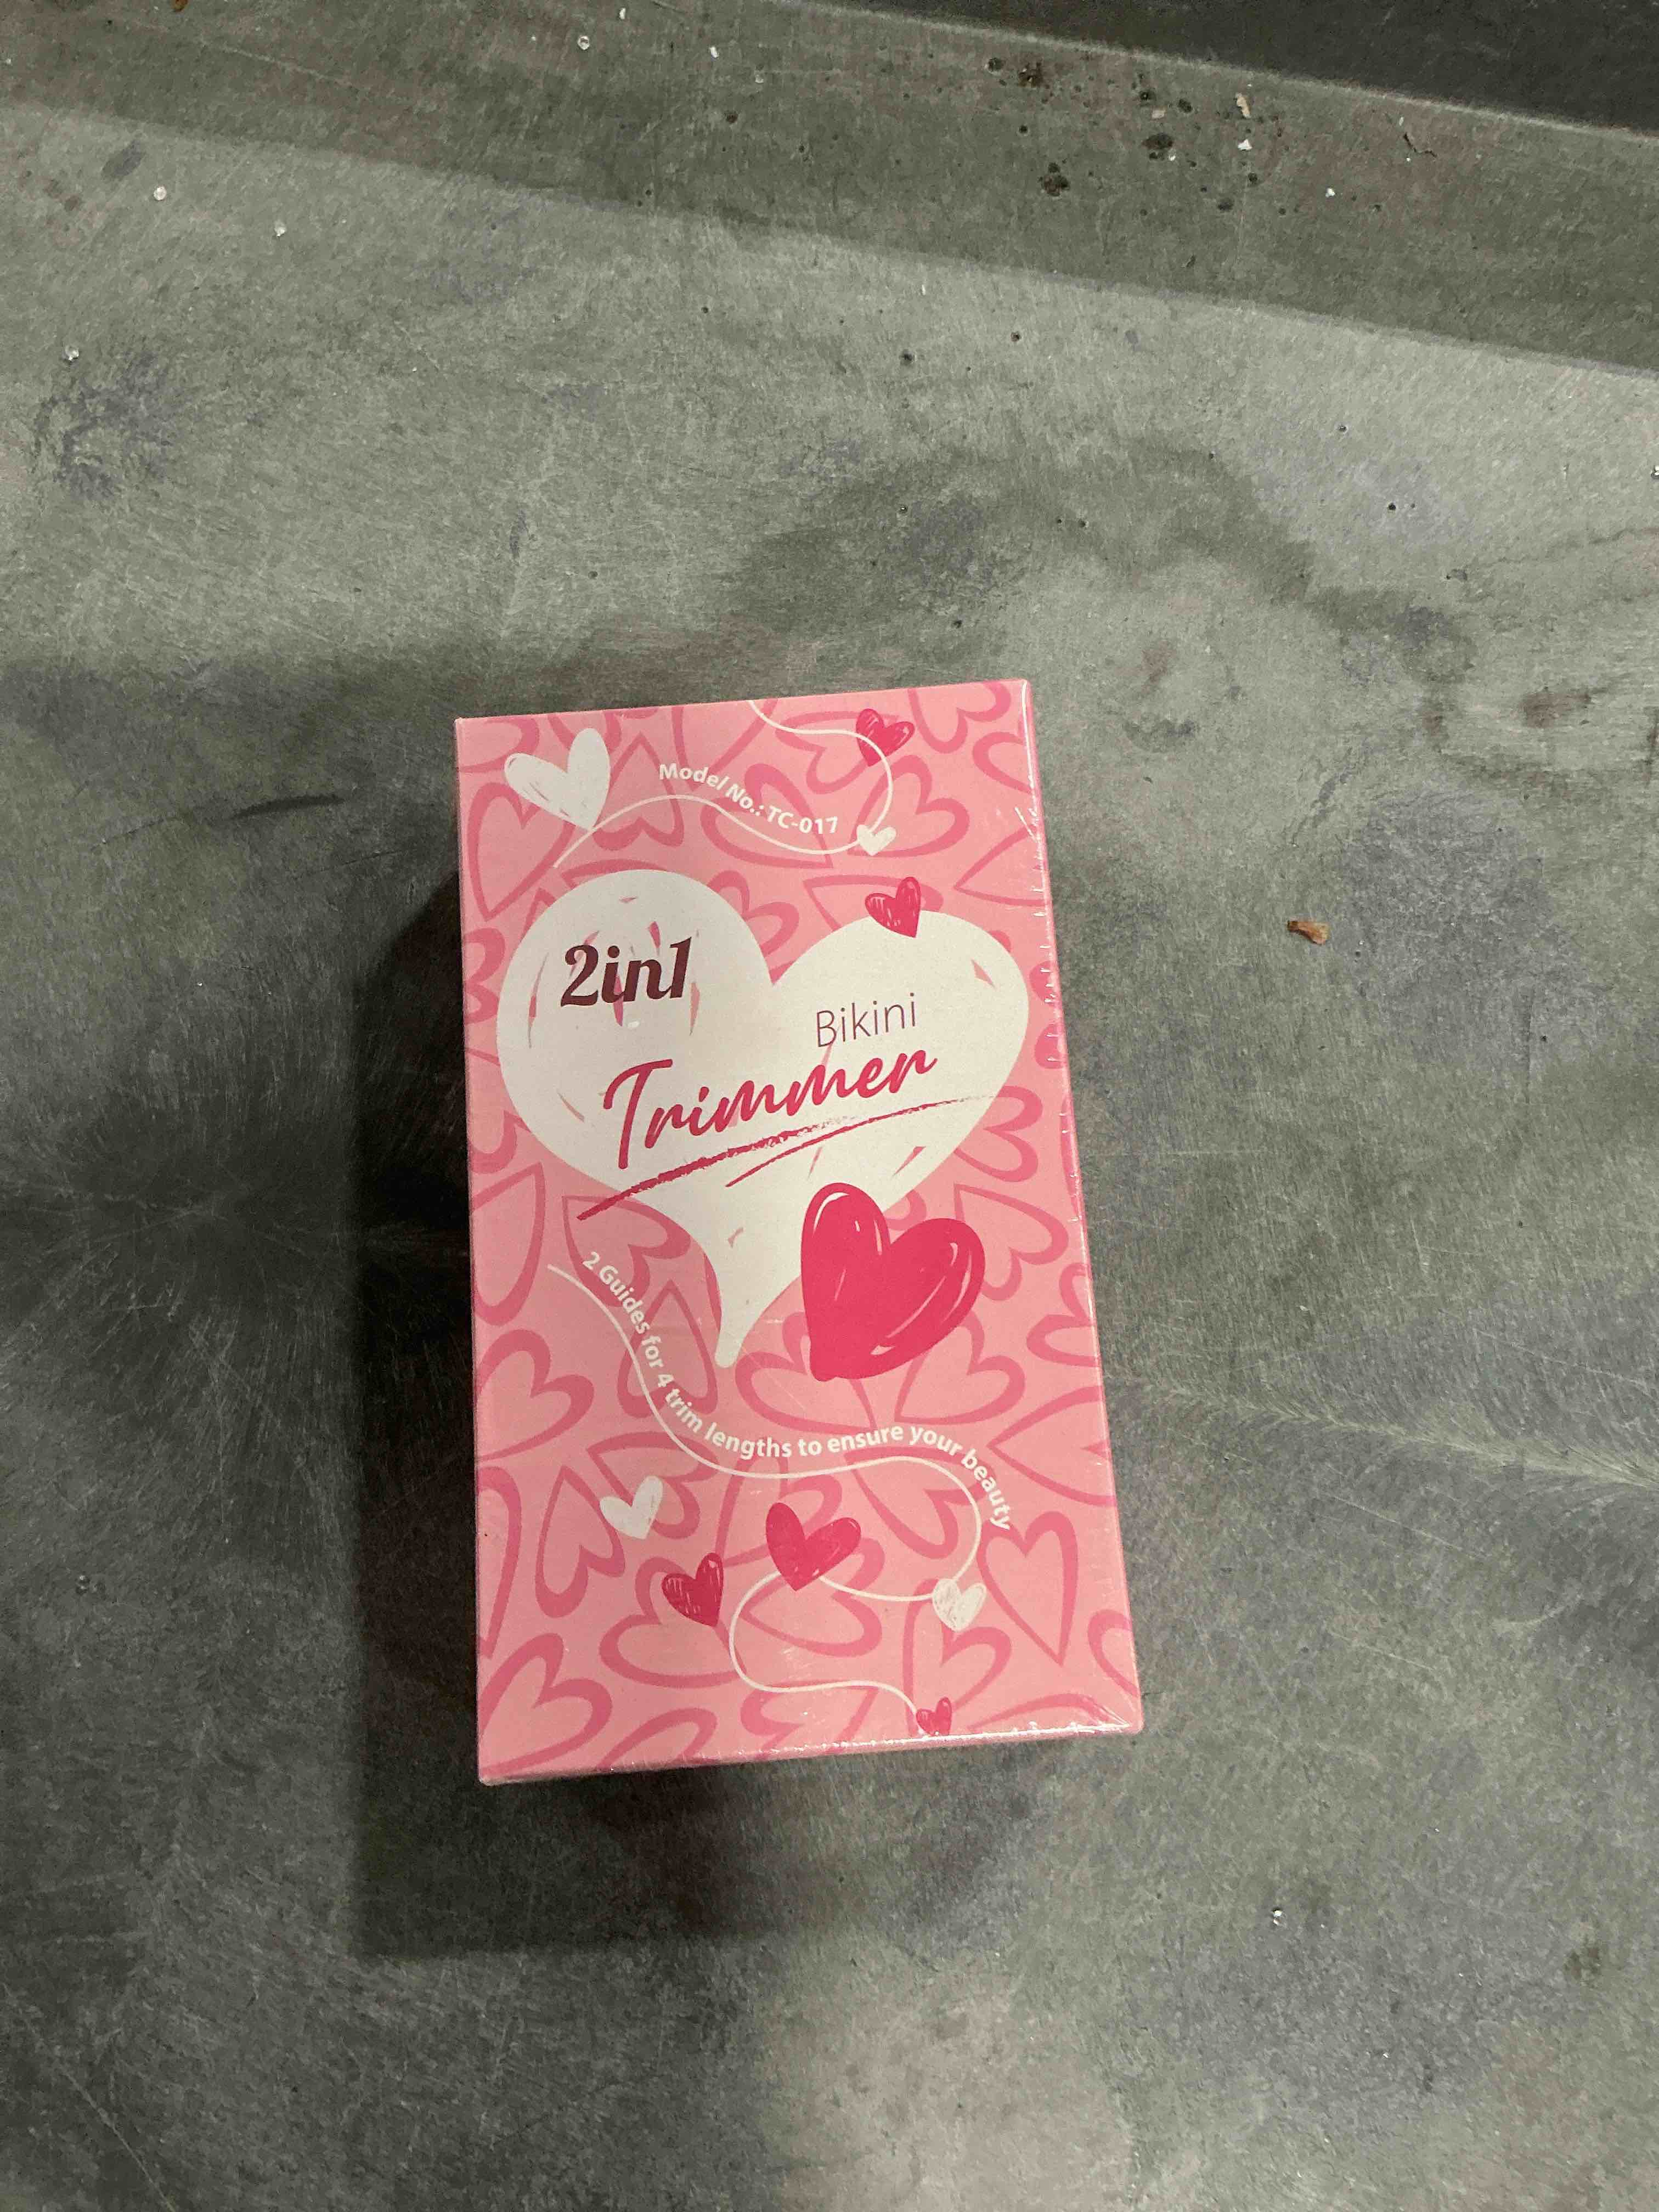 Model No.: TC-017
2in1
Bikini
Trimmer
2 Guides for 4 trim lengths to ensure your beauty